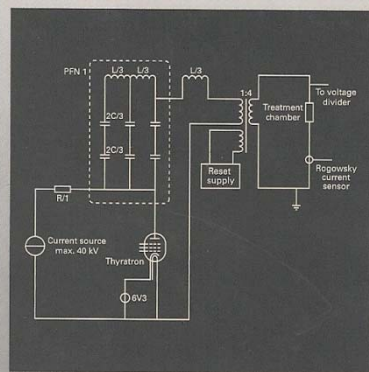 PFN 1
L/3
L/3
L/3
1:4
To voltage
divider
Treatment
chamber
2C/3
2C/3
Reset
supply
Rogowsky
current
sensor
R/1
Current source
max. 40 kV
Thyratron
6V3